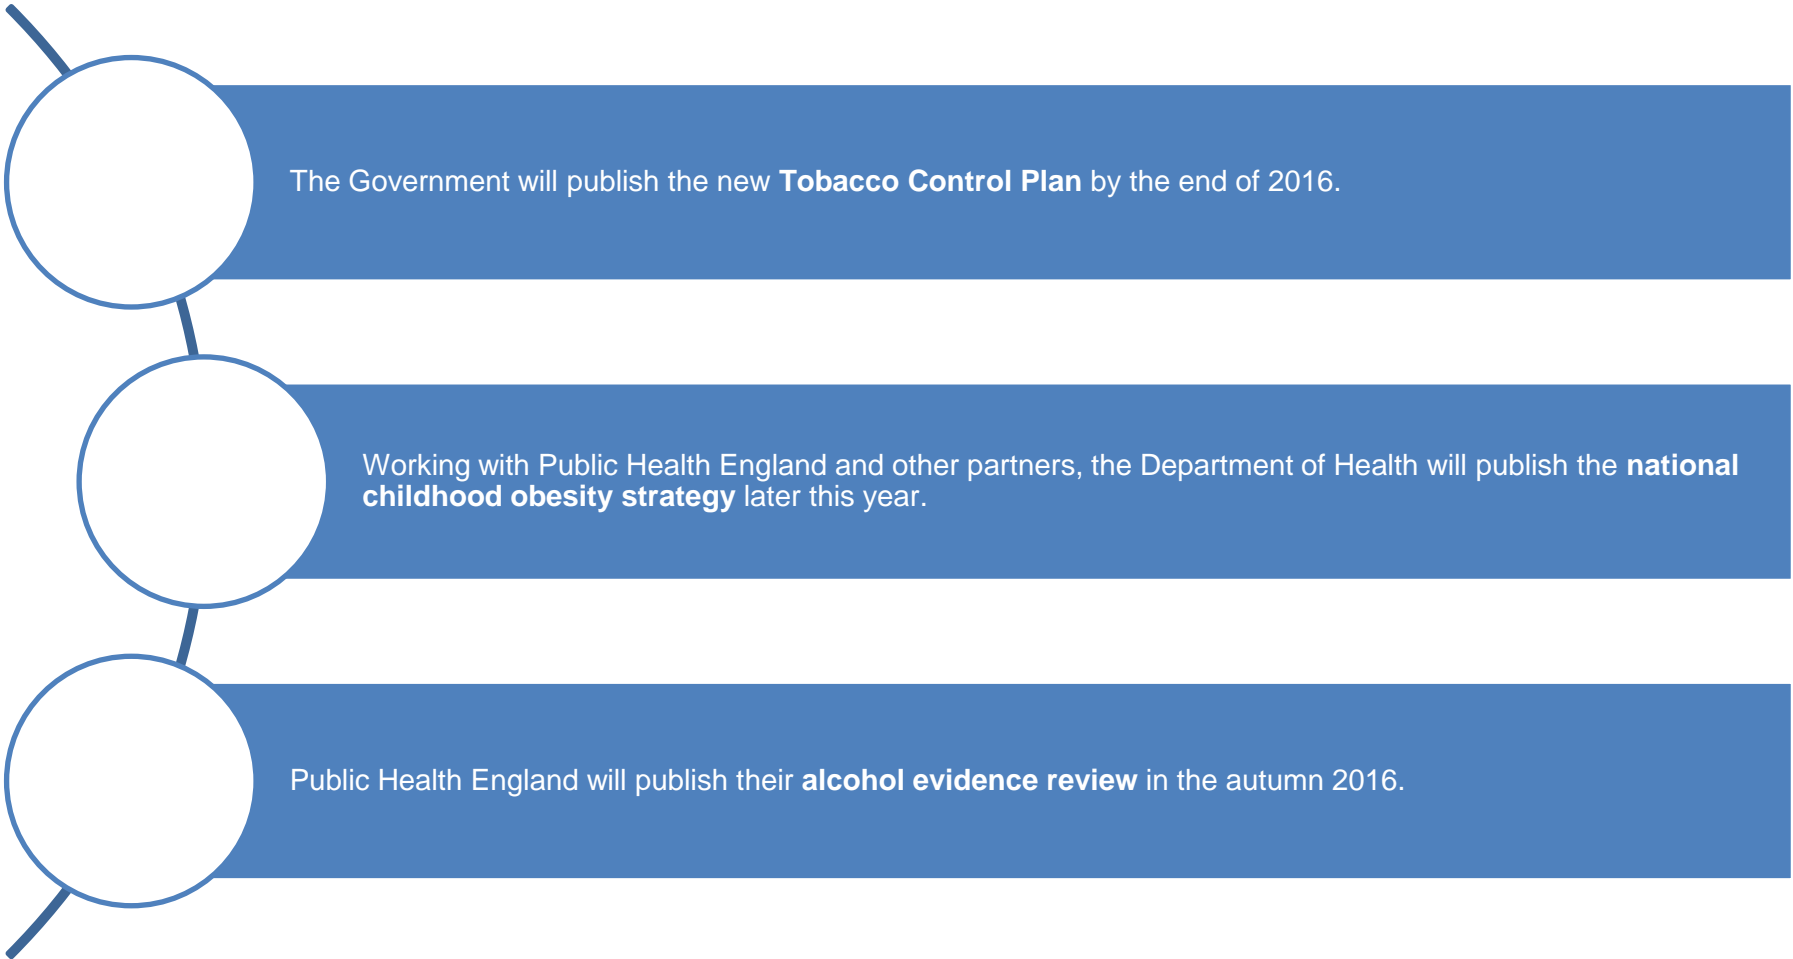 The Government will publish the new Tobacco Control Plan by the end of 2016.
Working with Public Health England and other partners, the Department of Health will publish the national
childhood obesity strategy later this year.
Public Health England will publish their alcohol evidence review in the autumn 2016.